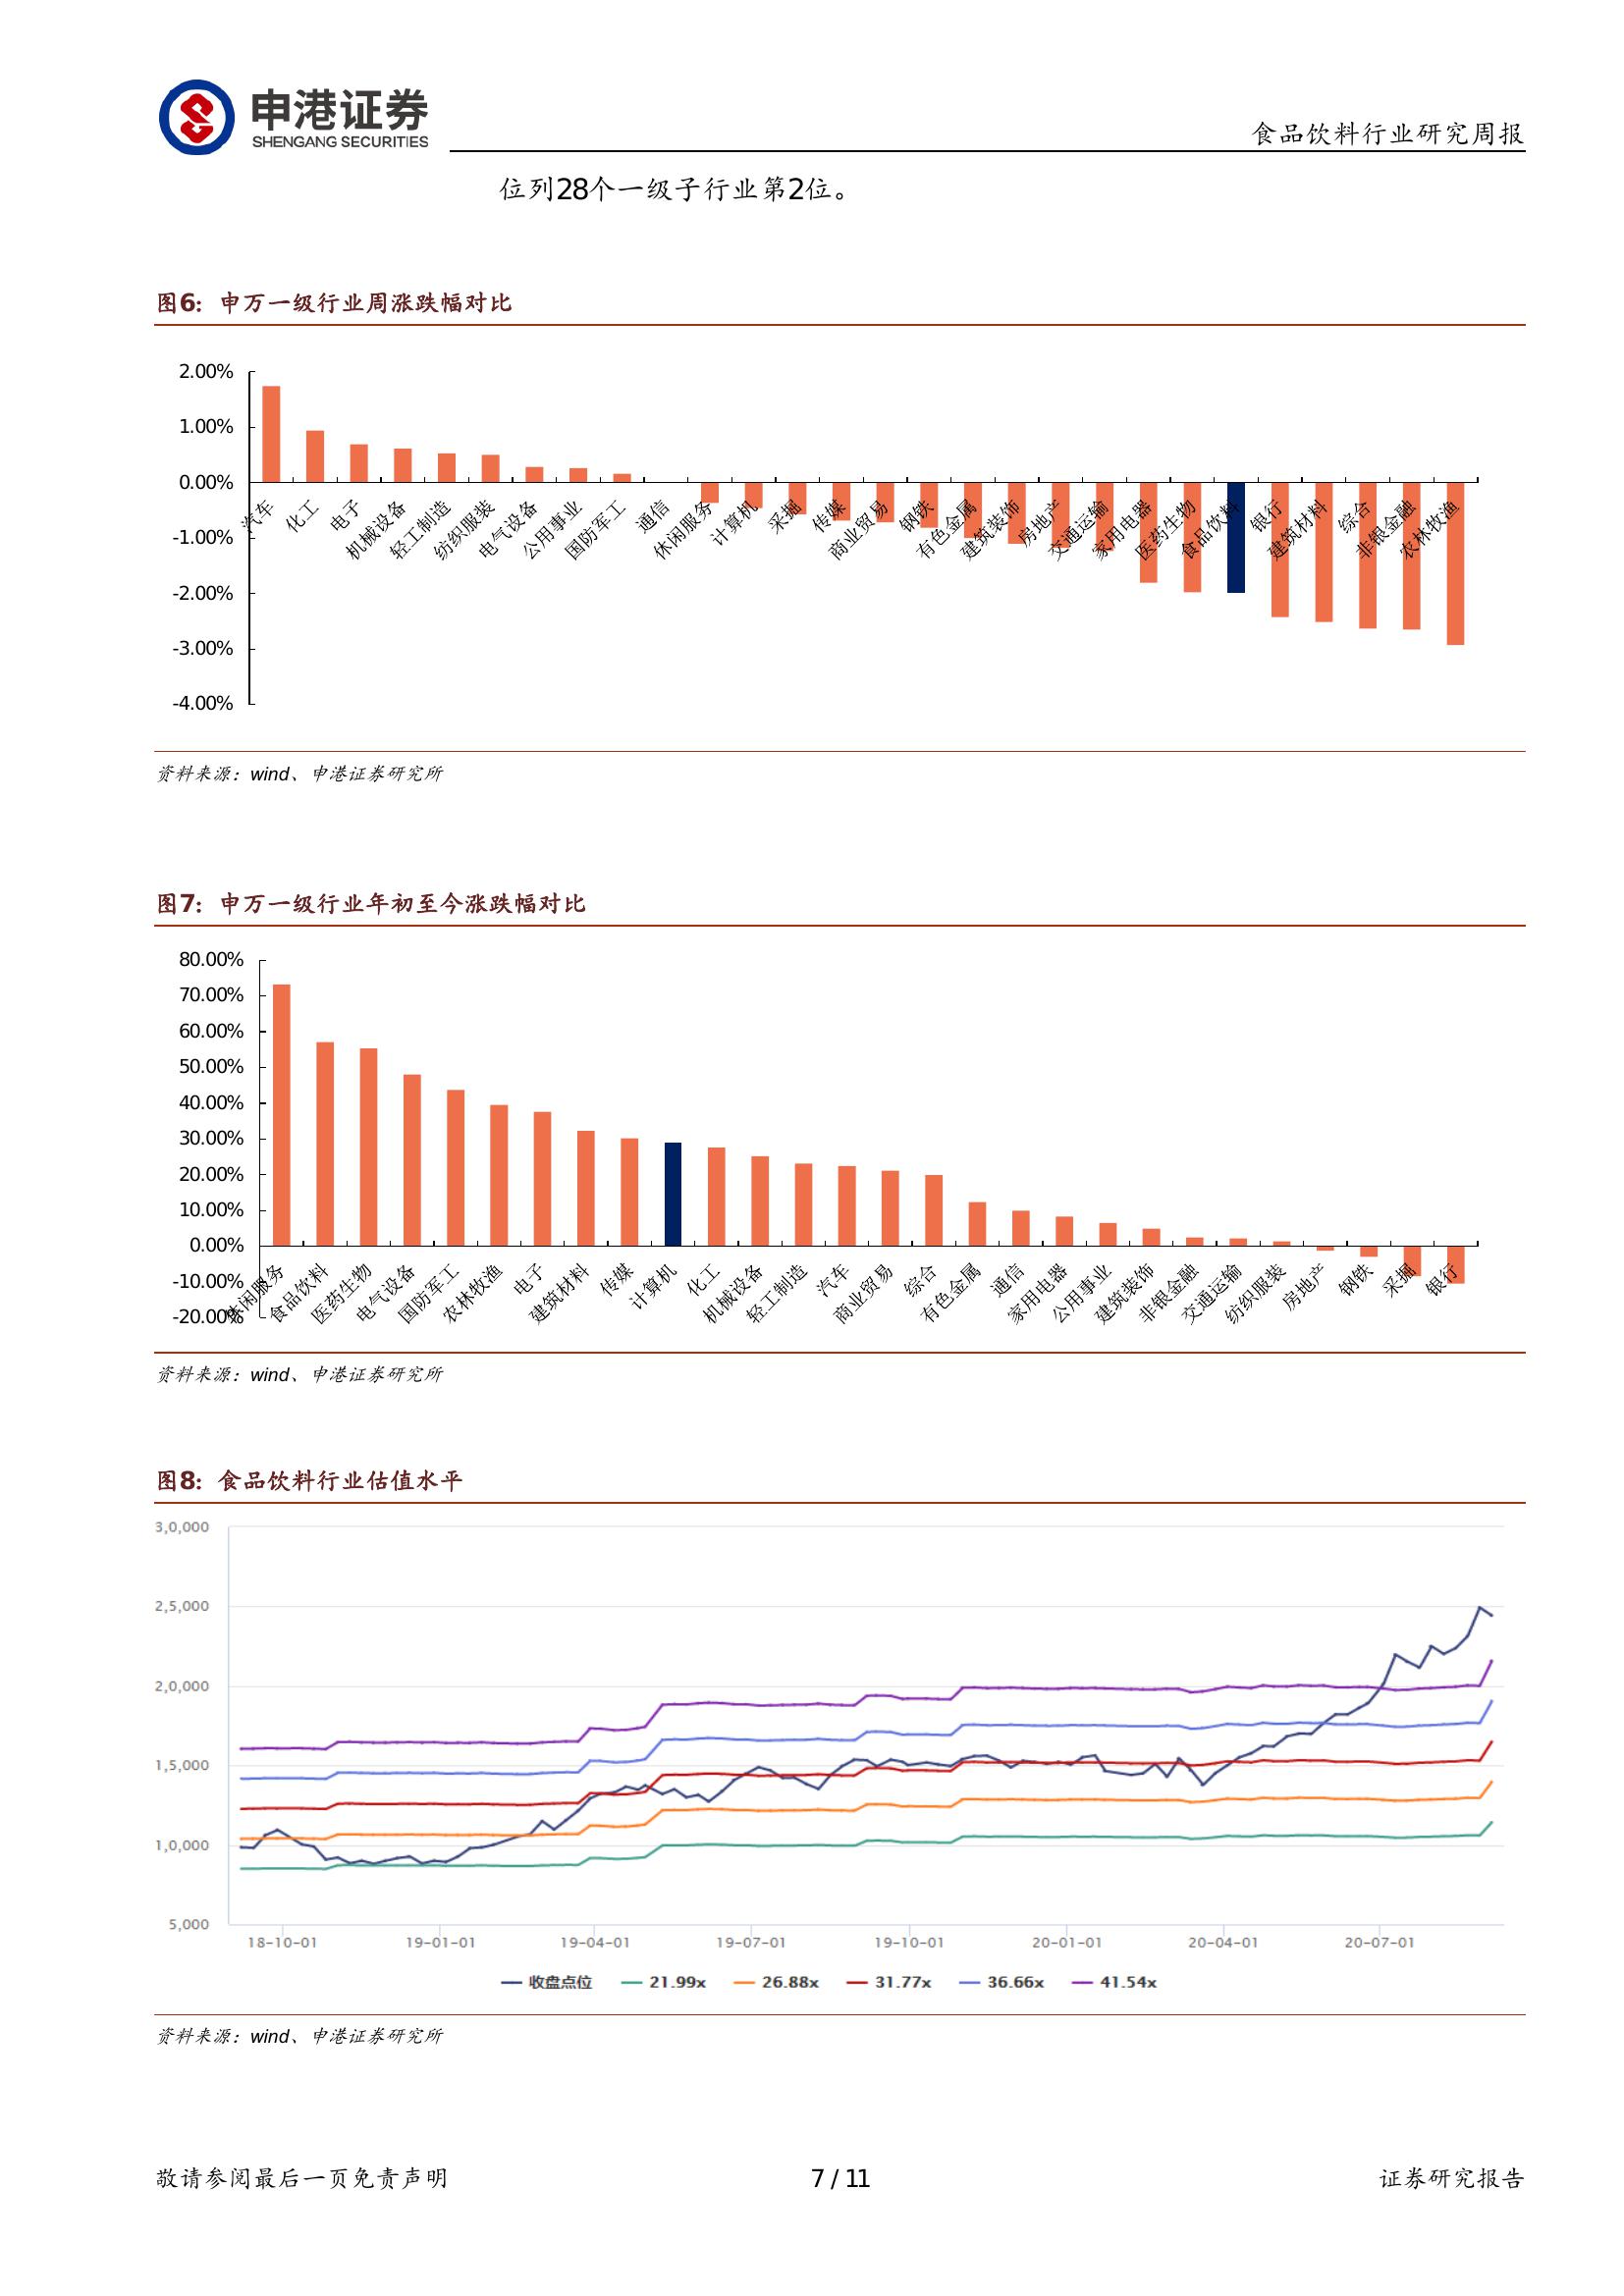 申港证券
SHENGANG SECURITIES
食品饮料行业研究周报
位列28个一级子行业第2位。
图6：申万一级行业周涨跌幅对比
2.00%
1.00%
0.00%
-1.00%
-2.00%
-3.00%
-4.00%
汽车 化工 电子 机械设备 轻工制造 纺织服装 电气设备 公用事业 国防军工 通信 休闲服务 计算机 采掘 传媒 商业贸易 钢铁 有色金属 建筑装饰 房地产 交通运输 家用电器 医药生物 食品饮料 银行 建筑材料 综合 非银金融 农林牧渔
资料来源：wind、申港证券研究所
图7：申万一级行业年初至今涨跌幅对比
80.00%
70.00%
60.00%
50.00%
40.00%
30.00%
20.00%
10.00%
0.00%
-10.00%
-20.00%
休闲服务 食品饮料 医药生物 电气设备 国防军工 农林牧渔 电子 建筑材料 传媒 计算机 化工 机械设备 轻工制造 汽车 商业贸易 综合 有色金属 通信 家用电器 公用事业 建筑装饰 非银金融 交通运输 纺织服装 房地产 钢铁 采掘 银行
资料来源：wind、申港证券研究所
图8：食品饮料行业估值水平
3,0,000
2,5,000
2,0,000
1,5,000
1,0,000
5,000
18-10-01 19-01-01 19-04-01 19-07-01 19-10-01 20-01-01 20-04-01 20-07-01
收盘点位 21.99x 26.88x 31.77x 36.66x 41.54x
资料来源：wind、申港证券研究所
敬请参阅最后一页免责声明 7 / 11 证券研究报告